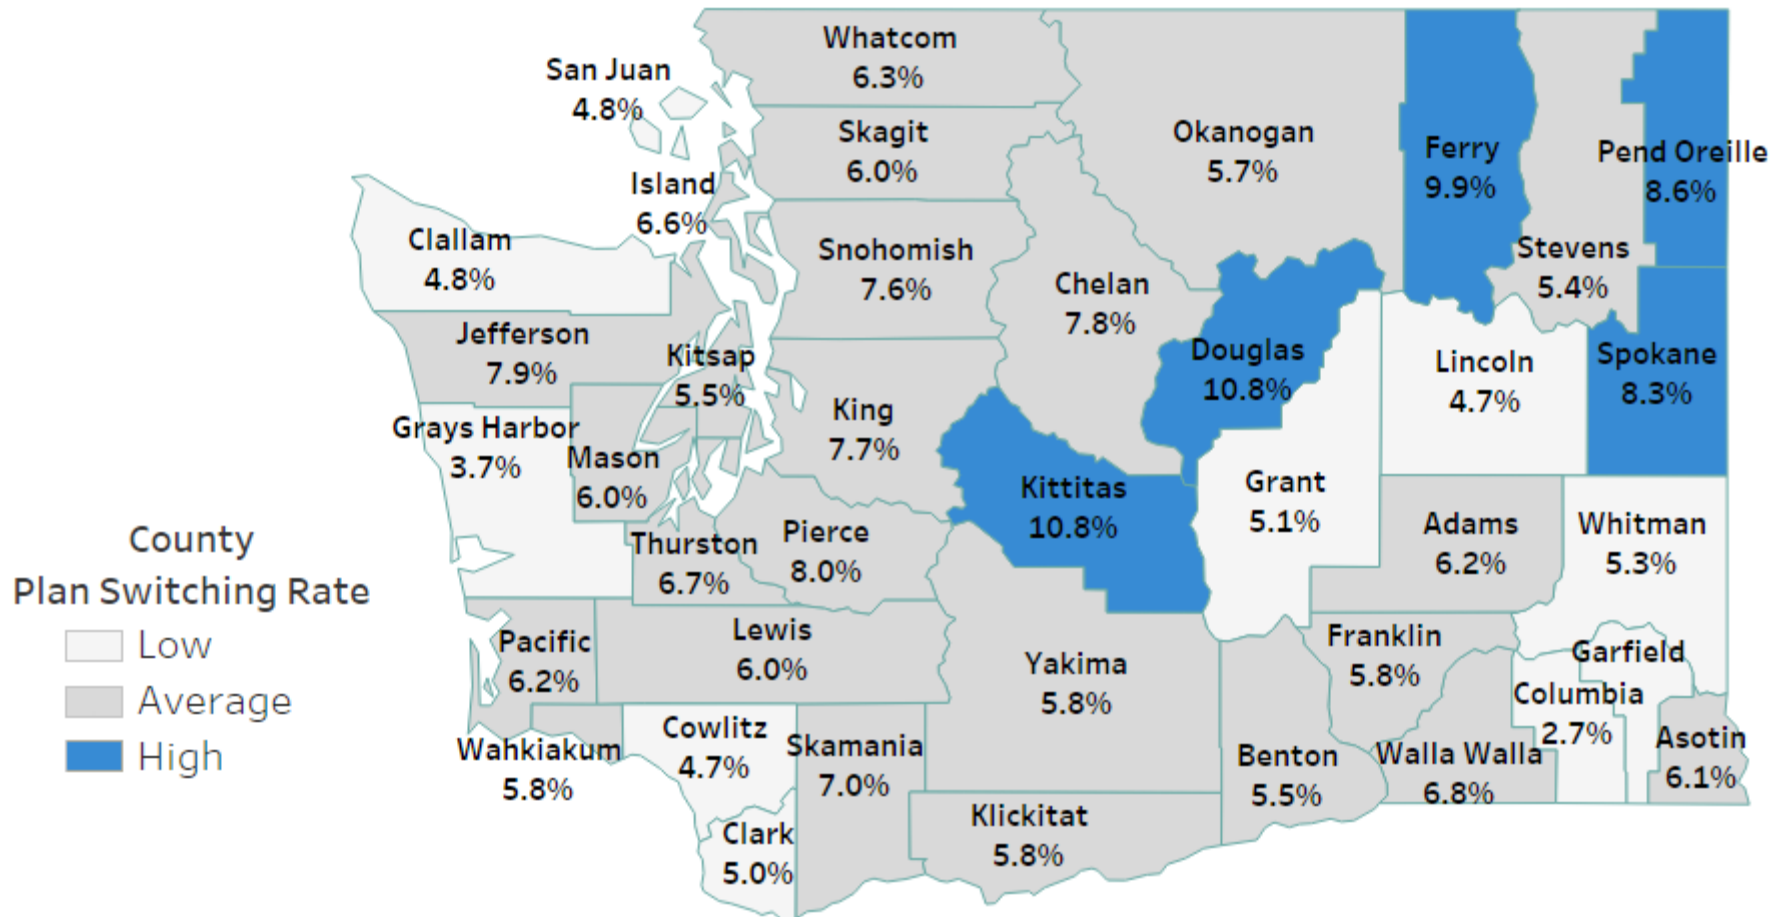 Whatcom
6.3%
San Juan
4.8%
Skagit
6.0%
Okanogan
5.7%
Ferry
9.9%
Pend Oreille
8.6%
Island
6.6%
Clallam
4.8%
Snohomish
7.6%
Stevens
5.4%
Chelan
7.8%
Jefferson
7.9%
Kitsap
5.5%
Douglas
10.8%
Lincoln
4.7%
Spokane
8.3%
King
7.7%
Grays Harbor
3.7%
Mason
6.0%
Kittitas
10.8%
Grant
5.1%
Adams
6.2%
Whitman
5.3%
Thurston
6.7%
Pierce
8.0%
County
Plan Switching Rate
Low
Average
High
Pacific
6.2%
Lewis
6.0%
Yakima
5.8%
Franklin
5.8%
Garfield
Columbia
2.7%
Wahkiakum
5.8%
Cowlitz
4.7%
Skamania
7.0%
Benton
5.5%
Walla Walla
6.8%
Asotin
6.1%
Clark
5.0%
Klickitat
5.8%